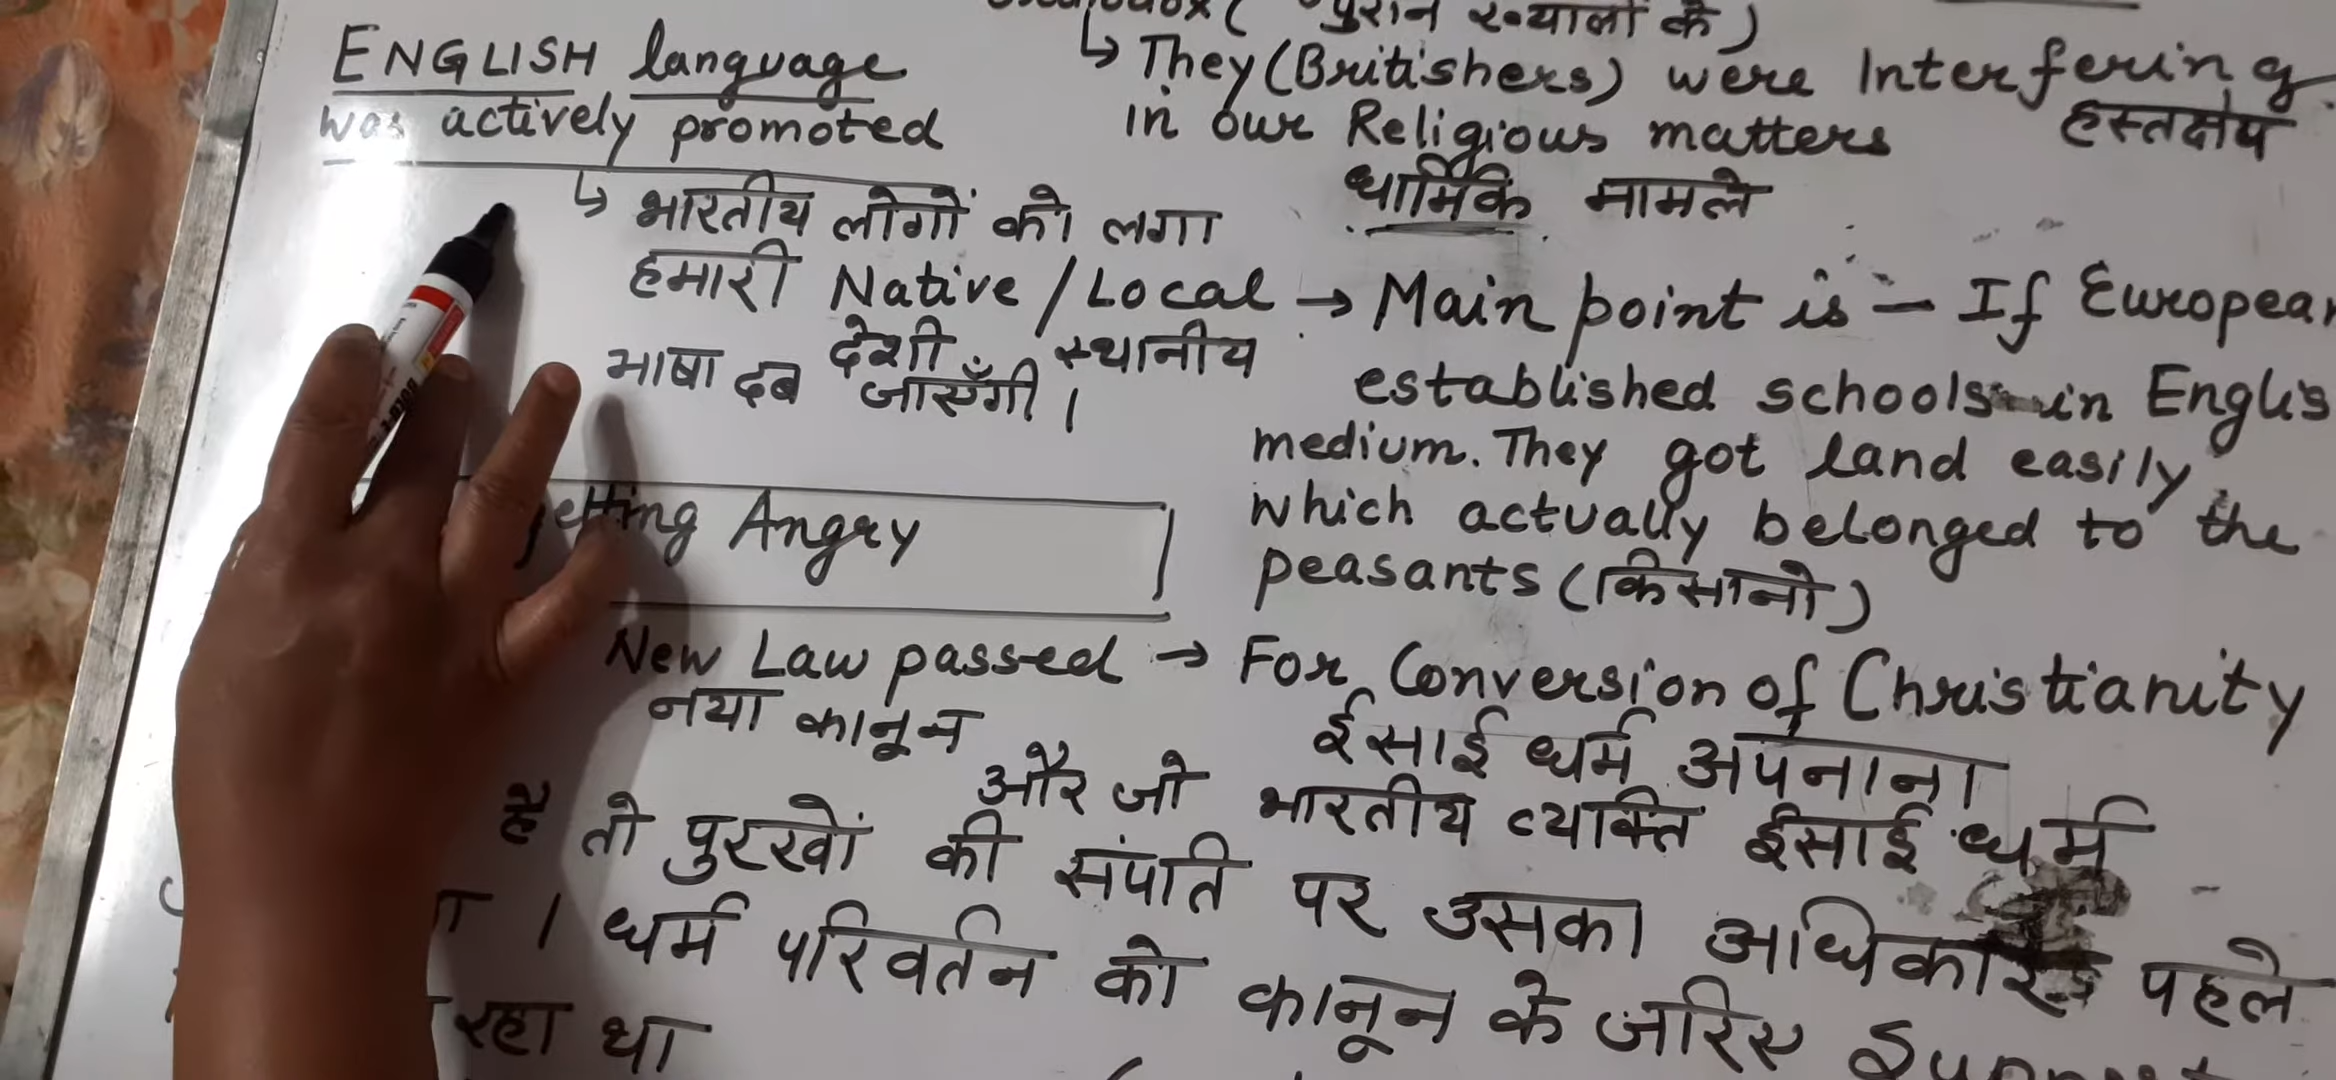 (पुराने ख्यालों के)
ENGLISH language
was actively promoted
↳ भारतीय लोगों को लगा
हमारी Native / Local
देशी स्थानीय
भाषा दब जाएँगी ।
↳ They (Britishers) were Interfering
in our Religious matters हस्तक्षेप
धार्मिक मामले
→ Main point is - If European
established schools in Englis
medium. They got land easily
which actually belonged to the
peasants (किसानो)
getting Angry
New Law passed → For Conversion of Christianity
नया कानून ईसाई धर्म अपनाना
और जो भारतीय व्यक्ति ईसाई धर्म
है तो पुरखों की संपति पर उसका अधिकार पहले
। धर्म परिवर्तन को कानून के जरिए
रहा था